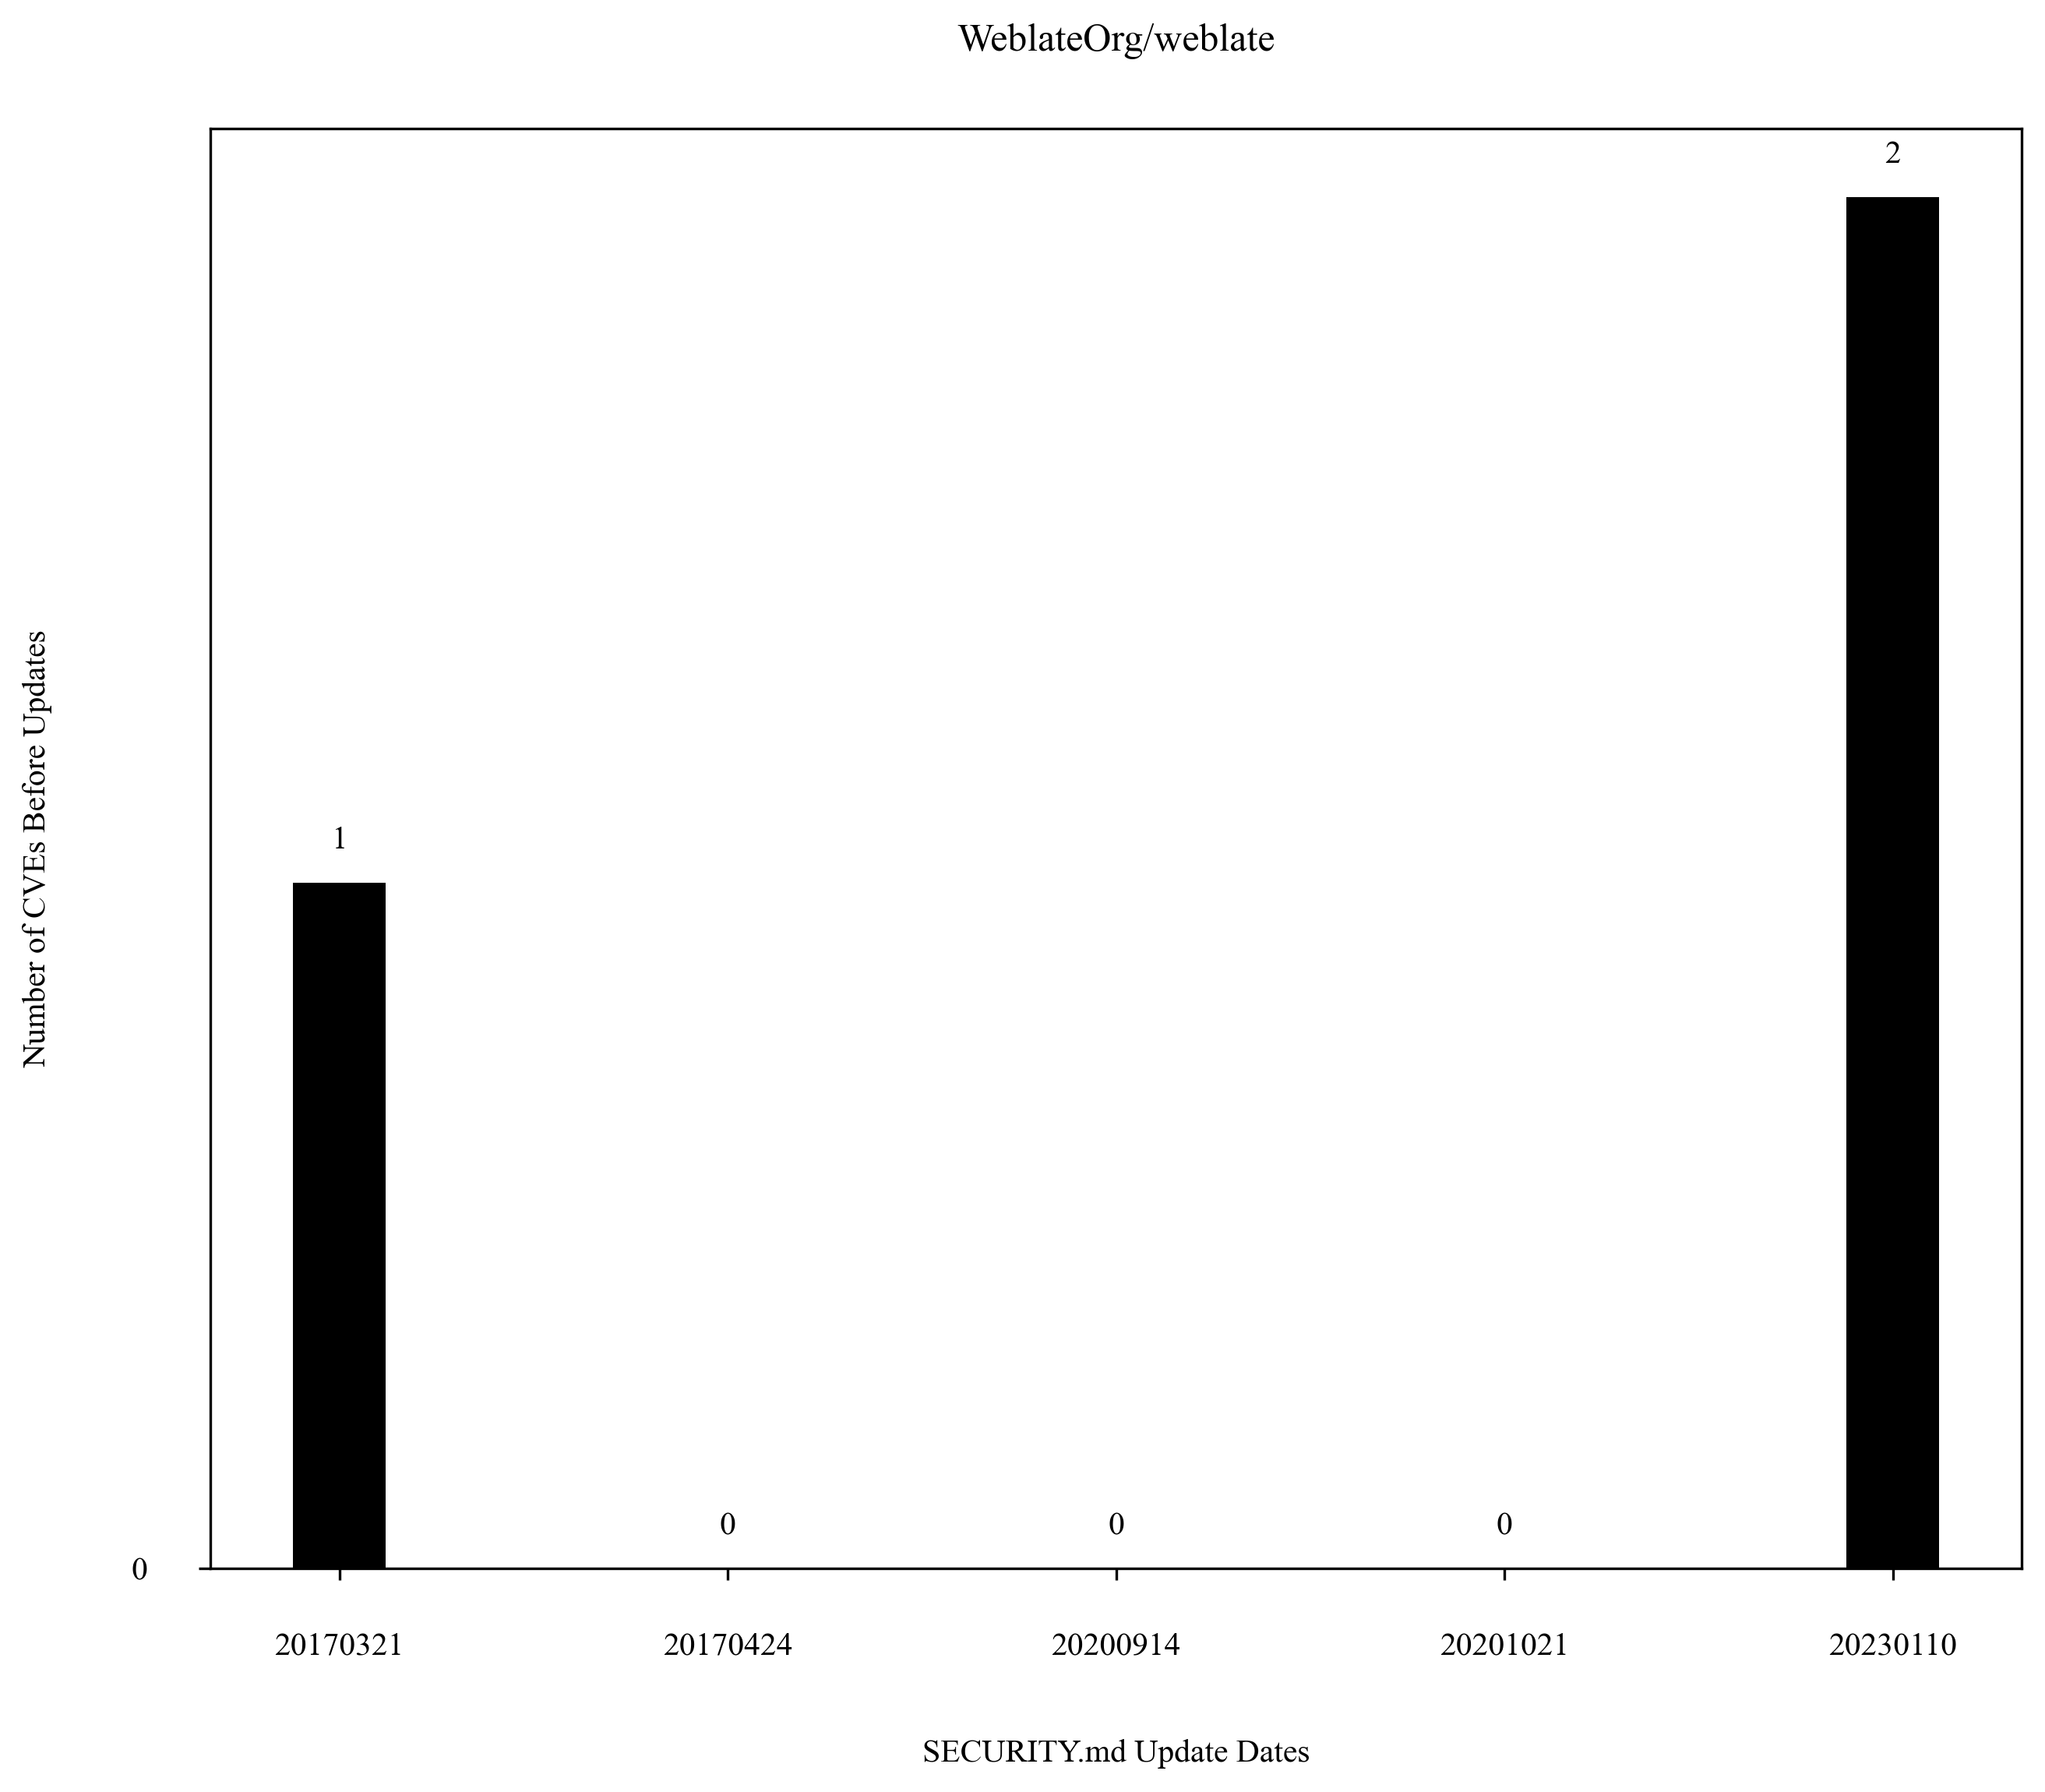 WeblateOrg/weblate
2
1
0 0 0
0
Number of CVEs Before Updates
20170321 20170424 20200914 20201021 20230110
SECURITY.md Update Dates